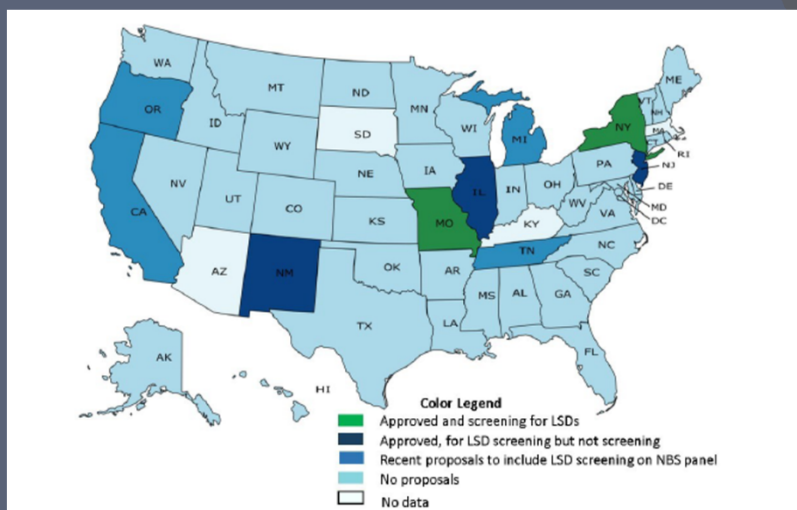 WA
MT
ND
MN
ME
VT
NH
OR
ID
SD
WI
MI
NY
MA
CT
RI
WY
IA
PA
NJ
NE
NV
UT
IL
IN
OH
DE
CA
CO
KS
MO
WV
VA
MD
DC
KY
AZ
NM
OK
AR
TN
NC
SC
MS
AL
GA
TX
LA
FL
AK
HI
Color Legend
Approved and screening for LSDs
Approved, for LSD screening but not screening
Recent proposals to include LSD screening on NBS panel
No proposals
No data